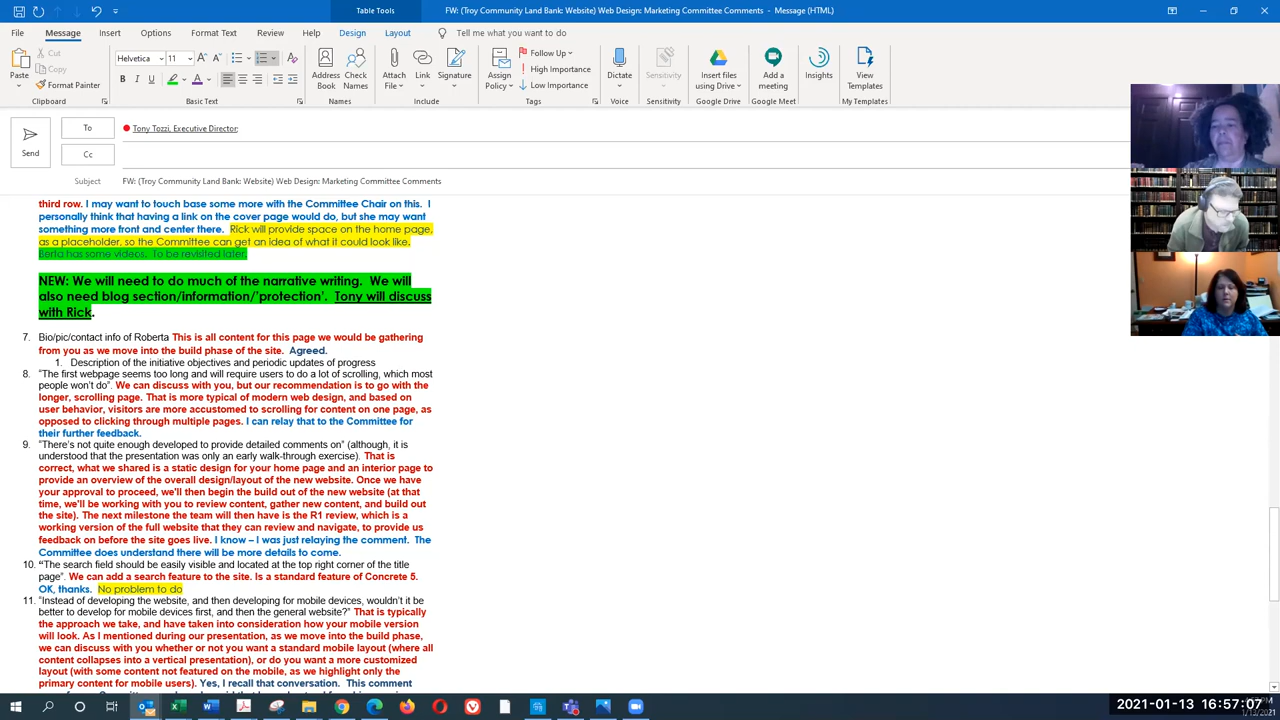 Table Tools
FW: (Troy Community Land Bank: Website) Web Design: Marketing Committee Comments - Message (HTML)
File Message Insert Options Format Text Review Help Design Layout Tell me what you want to do
Paste
Cut
Copy
Format Painter
Clipboard
Helvetica 11
B I U
Basic Text
Address Book
Check Names
Names
Attach File
Link
Signature
Include
Assign Policy
Follow Up
High Importance
Low Importance
Tags
Dictate
Voice
Sensitivity
Sensitivity
Insert files using Drive
Google Drive
Add a meeting
Google Meet
Insights
View Templates
My Templates
Send
To
Tony Tozzi, Executive Director;
Cc
Subject
FW: (Troy Community Land Bank: Website) Web Design: Marketing Committee Comments
third row. I may want to touch base some more with the Committee Chair on this. I
personally think that having a link on the cover page would do, but she may want
something more front and center there. Rick will provide space on the home page,
as a placeholder, so the Committee can get an idea of what it could look like.
Berta has some videos. To be revisited later.
NEW: We will need to do much of the narrative writing. We will
also need blog section/information/'protection'. Tony will discuss
with Rick.
7. Bio/pic/contact info of Roberta This is all content for this page we would be gathering
from you as we move into the build phase of the site. Agreed.
1. Description of the initiative objectives and periodic updates of progress
8. "The first webpage seems too long and will require users to do a lot of scrolling, which most
people won't do". We can discuss with you, but our recommendation is to go with the
longer, scrolling page. That is more typical of modern web design, and based on
user behavior, visitors are more accustomed to scrolling for content on one page, as
opposed to clicking through multiple pages. I can relay that to the Committee for
their further feedback.
9. "There's not quite enough developed to provide detailed comments on" (although, it is
understood that the presentation was only an early walk-through exercise). That is
correct, what we shared is a static design for your home page and an interior page to
provide an overview of the overall design/layout of the new website. Once we have
your approval to proceed, we'll then begin the build out of the new website (at that
time, we'll be working with you to review content, gather new content, and build out
the site). The next milestone the team will then have is the R1 review, which is a
working version of the full website that they can review and navigate, to provide us
feedback on before the site goes live. I know – I was just relaying the comment. The
Committee does understand there will be more details to come.
10. "The search field should be easily visible and located at the top right corner of the title
page". We can add a search feature to the site. Is a standard feature of Concrete 5.
OK, thanks. No problem to do
11. "Instead of developing the website, and then developing for mobile devices, wouldn't it be
better to develop for mobile devices first, and then the general website?" That is typically
the approach we take, and have taken into consideration how your mobile version
will look. As I mentioned during our presentation, as we move into the build phase,
we can discuss with you whether or not you want a standard mobile layout (where all
content collapses into a vertical presentation), or do you want a more customized
layout (with some content not featured on the mobile, as we highlight only the
primary content for mobile users). Yes, I recall that conversation. This comment
2021-01-13 16:57:07